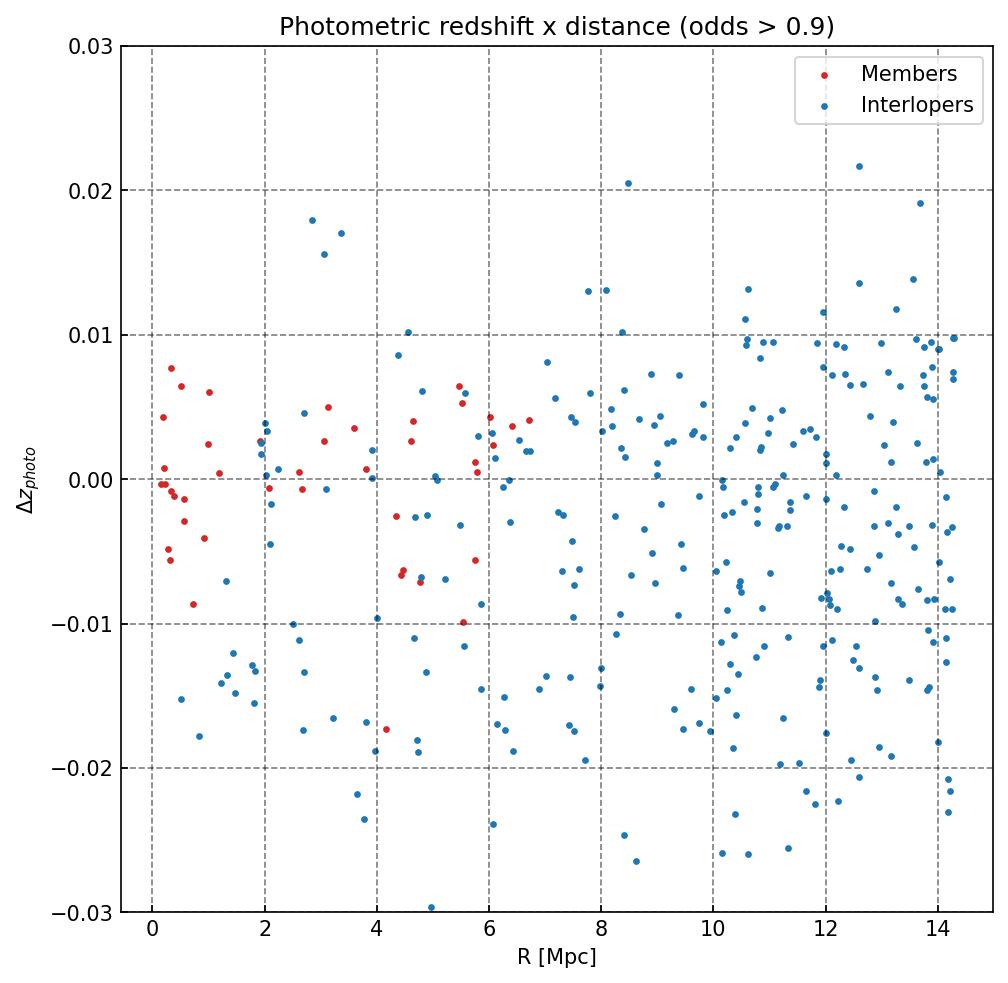 Photometric redshift x distance (odds > 0.9)
Members
Interlopers
0.03
0.02
0.01
0.00
−0.01
−0.02
−0.03
Δz_photo
0 2 4 6 8 10 12 14
R [Mpc]